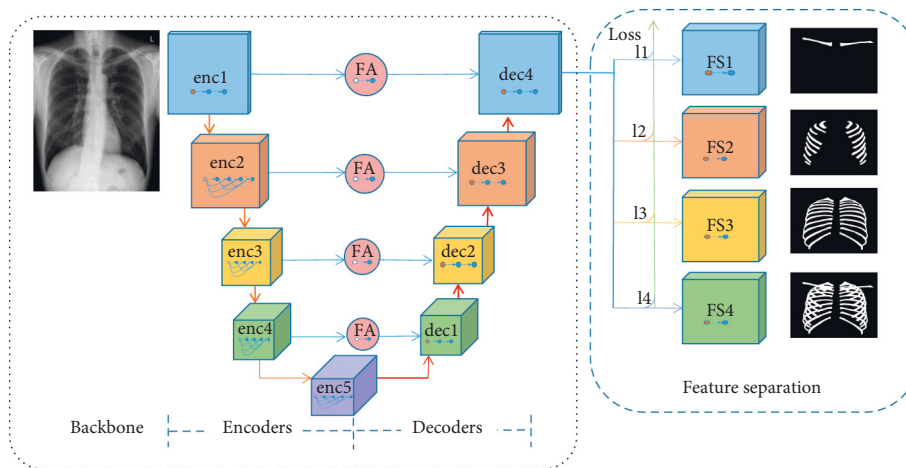 L
enc1
FA
dec4
Loss
l1
FS1
enc2
FA
dec3
l2
FS2
enc3
FA
dec2
l3
FS3
enc4
FA
dec1
l4
FS4
enc5
Feature separation
Backbone
Encoders
Decoders